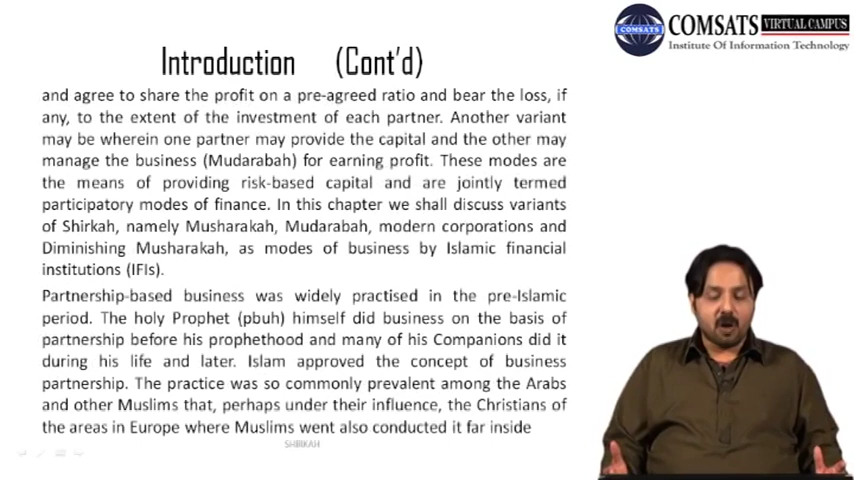 COMSATS
COMSATS VIRTUAL CAMPUS
Institute Of Information Technology
Introduction (Cont'd)
and agree to share the profit on a pre-agreed ratio and bear the loss, if
any, to the extent of the investment of each partner. Another variant
may be wherein one partner may provide the capital and the other may
manage the business (Mudarabah) for earning profit. These modes are
the means of providing risk-based capital and are jointly termed
participatory modes of finance. In this chapter we shall discuss variants
of Shirkah, namely Musharakah, Mudarabah, modern corporations and
Diminishing Musharakah, as modes of business by Islamic financial
institutions (IFIs).
Partnership-based business was widely practised in the pre-Islamic
period. The holy Prophet (pbuh) himself did business on the basis of
partnership before his prophethood and many of his Companions did it
during his life and later. Islam approved the concept of business
partnership. The practice was so commonly prevalent among the Arabs
and other Muslims that, perhaps under their influence, the Christians of
the areas in Europe where Muslims went also conducted it far inside
SHIRKAH